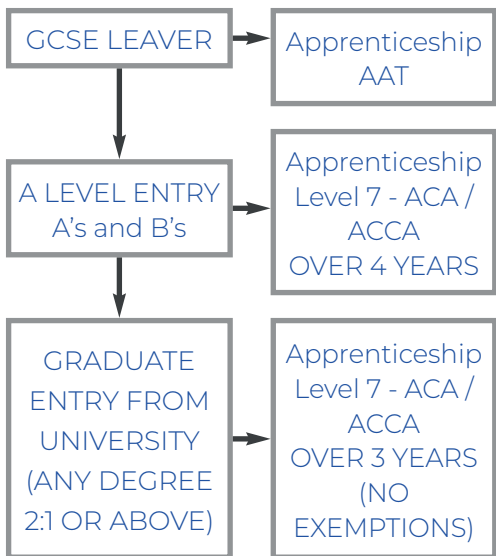 GCSE LEAVER
Apprenticeship
AAT
A LEVEL ENTRY
A’s and B’s
Apprenticeship
Level 7 - ACA /
ACCA
OVER 4 YEARS
GRADUATE
ENTRY FROM
UNIVERSITY
(ANY DEGREE
2:1 OR ABOVE)
Apprenticeship
Level 7 - ACA /
ACCA
OVER 3 YEARS
(NO
EXEMPTIONS)